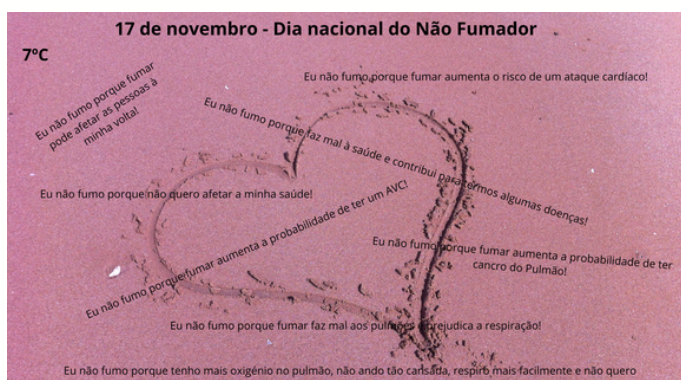 17 de novembro - Dia nacional do Não Fumador
7ºC
Eu não fumo porque fumar aumenta o risco de um ataque cardíaco!
Eu não fumo porque fumar
pode afetar as pessoas à
minha volta!
Eu não fumo porque faz mal à saúde e contribui para termos algumas doenças!
Eu não fumo porque não quero afetar a minha saúde!
Eu não fumo porque fumar aumenta a probabilidade de ter um AVC!
Eu não fumo porque fumar aumenta a probabilidade de ter
cancro do Pulmão!
Eu não fumo porque fumar faz mal aos pulmões e prejudica a respiração!
Eu não fumo porque tenho mais oxigénio no pulmão, não ando tão cansada, respiro mais facilmente e não quero